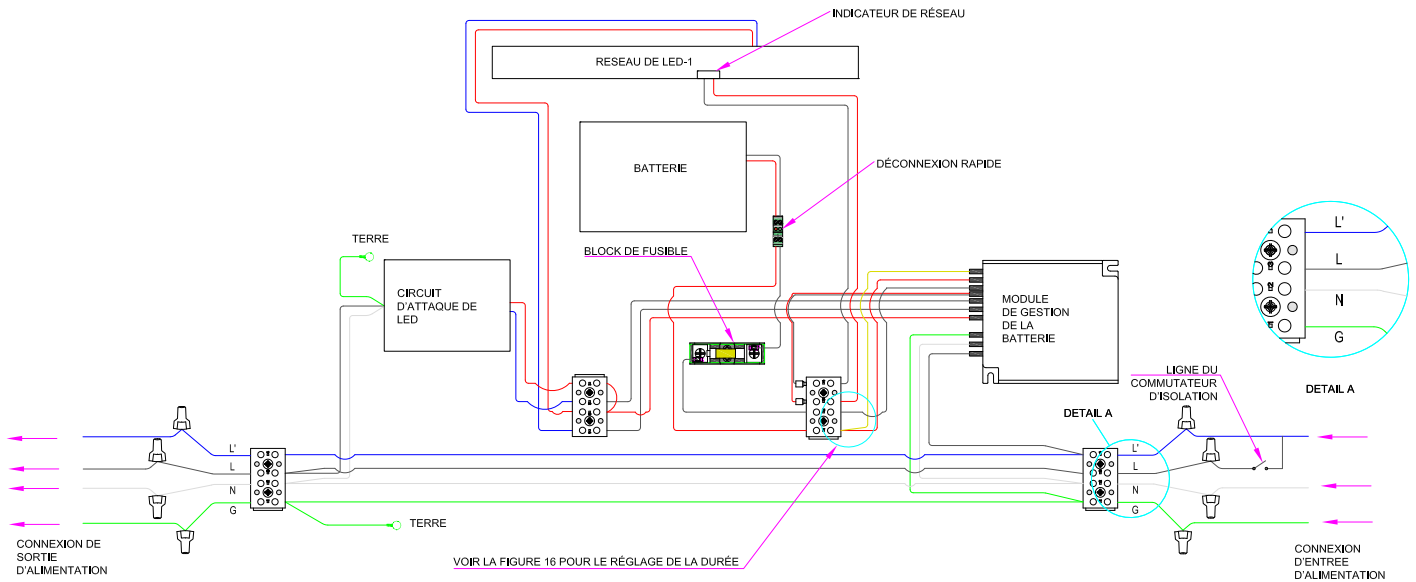 INDICATEUR DE RÉSEAU
RESEAU DE LED-1
BATTERIE
DÉCONNEXION RAPIDE
TERRE
BLOCK DE FUSIBLE
CIRCUIT
D'ATTAQUE DE
LED
MODULE
DE GESTION
DE LA
BATTERIE
L'
L
N
G
DETAIL A
LIGNE DU
COMMUTATEUR
D'ISOLATION
DETAIL A
L'
L
N
G
L'
L
N
G
TERRE
CONNEXION DE
SORTIE
D'ALIMENTATION
VOIR LA FIGURE 16 POUR LE RÉGLAGE DE LA DURÉE
CONNEXION
D'ENTREE
D'ALIMENTATION